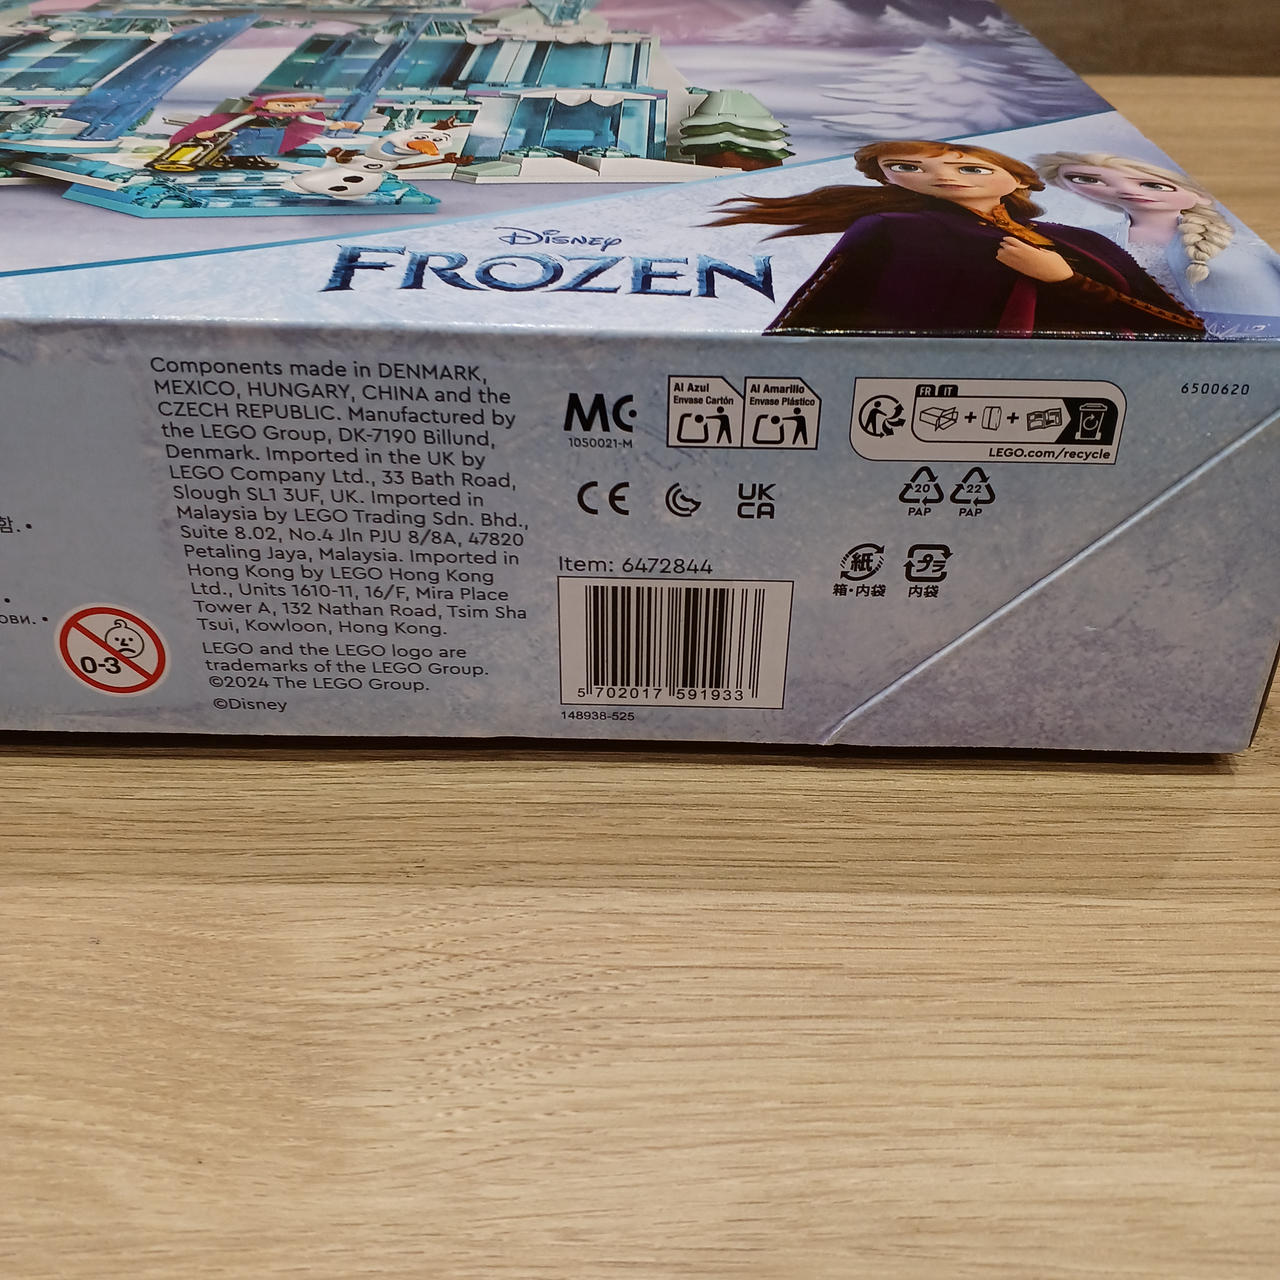 Disney
FROZEN
Components made in DENMARK,
MEXICO, HUNGARY, CHINA and the
CZECH REPUBLIC. Manufactured by
the LEGO Group, DK-7190 Billund,
Denmark. Imported in the UK by
LEGO Company Ltd., 33 Bath Road,
Slough SL1 3UF, UK. Imported in
Malaysia by LEGO Trading Sdn. Bhd.,
Suite 8.02, No.4 Jln PJU 8/8A, 47820
Petaling Jaya, Malaysia. Imported in
Hong Kong by LEGO Hong Kong
Ltd., Units 1610-11, 16/F, Mira Place
Tower A, 132 Nathan Road, Tsim Sha
Tsui, Kowloon, Hong Kong.
LEGO and the LEGO logo are
trademarks of the LEGO Group.
©2024 The LEGO Group.
©Disney
함. •
ови. •
0-3
MC
1050021-M
Al Azul
Envase Cartón
Al Amarillo
Envase Plástico
FR IT
LEGO.com/recycle
6500620
CE
UK
CA
20
PAP
22
PAP
Item: 6472844
5 702017 591933
148938-525
紙
箱・内袋
プラ
内袋